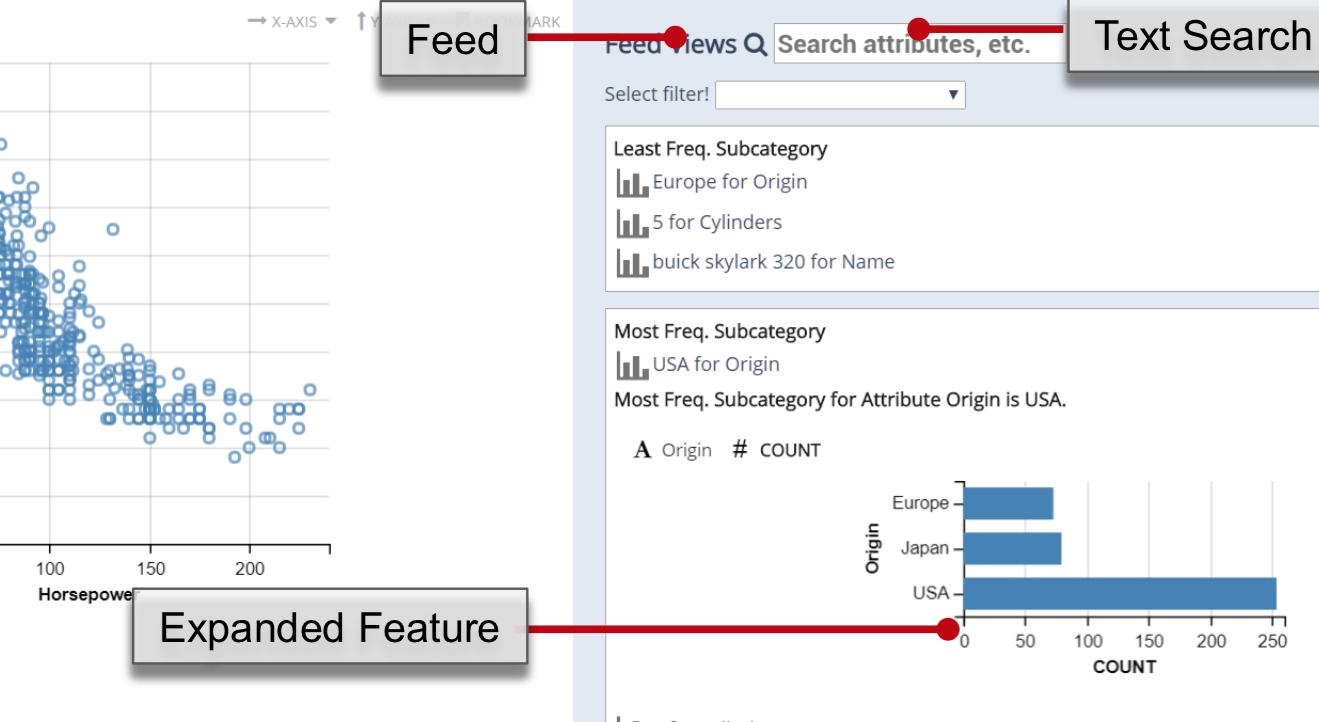 X-AXIS
MARK
Feed
Feed Views
Search attributes, etc.
Text Search
Select filter!
Least Freq. Subcategory
Europe for Origin
5 for Cylinders
buick skylark 320 for Name
Most Freq. Subcategory
USA for Origin
Most Freq. Subcategory for Attribute Origin is USA.
A Origin # COUNT
Europe
Japan
USA
Origin
0 50 100 150 200 250
COUNT
100 150 200
Horsepowe
Expanded Feature